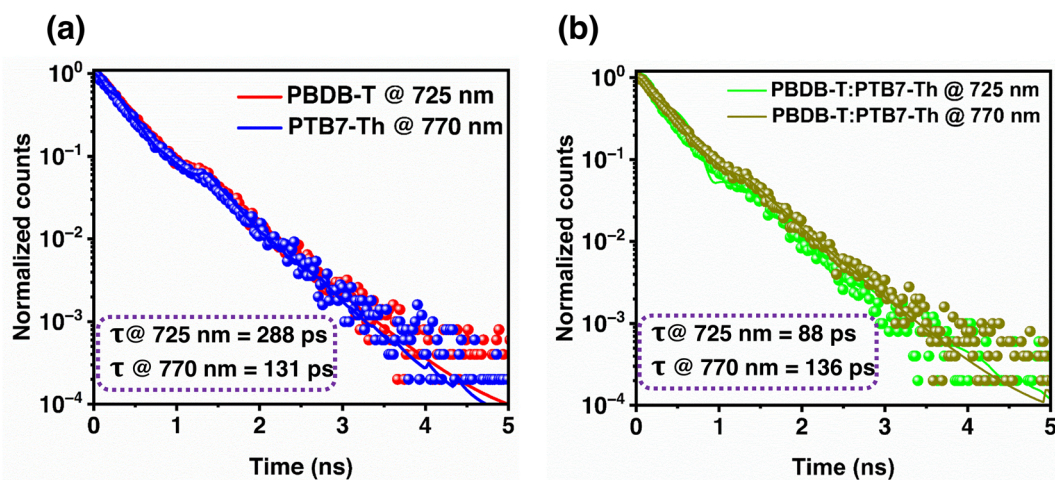 (a)
10⁰
10⁻¹
10⁻²
10⁻³
10⁻⁴
Normalized counts
PBDB-T @ 725 nm
PTB7-Th @ 770 nm
τ@ 725 nm = 288 ps
τ @ 770 nm = 131 ps
0 1 2 3 4 5
Time (ns)
(b)
10⁰
10⁻¹
10⁻²
10⁻³
10⁻⁴
Normalized counts
PBDB-T:PTB7-Th @ 725 nm
PBDB-T:PTB7-Th @ 770 nm
τ@ 725 nm = 88 ps
τ @ 770 nm = 136 ps
0 1 2 3 4 5
Time (ns)